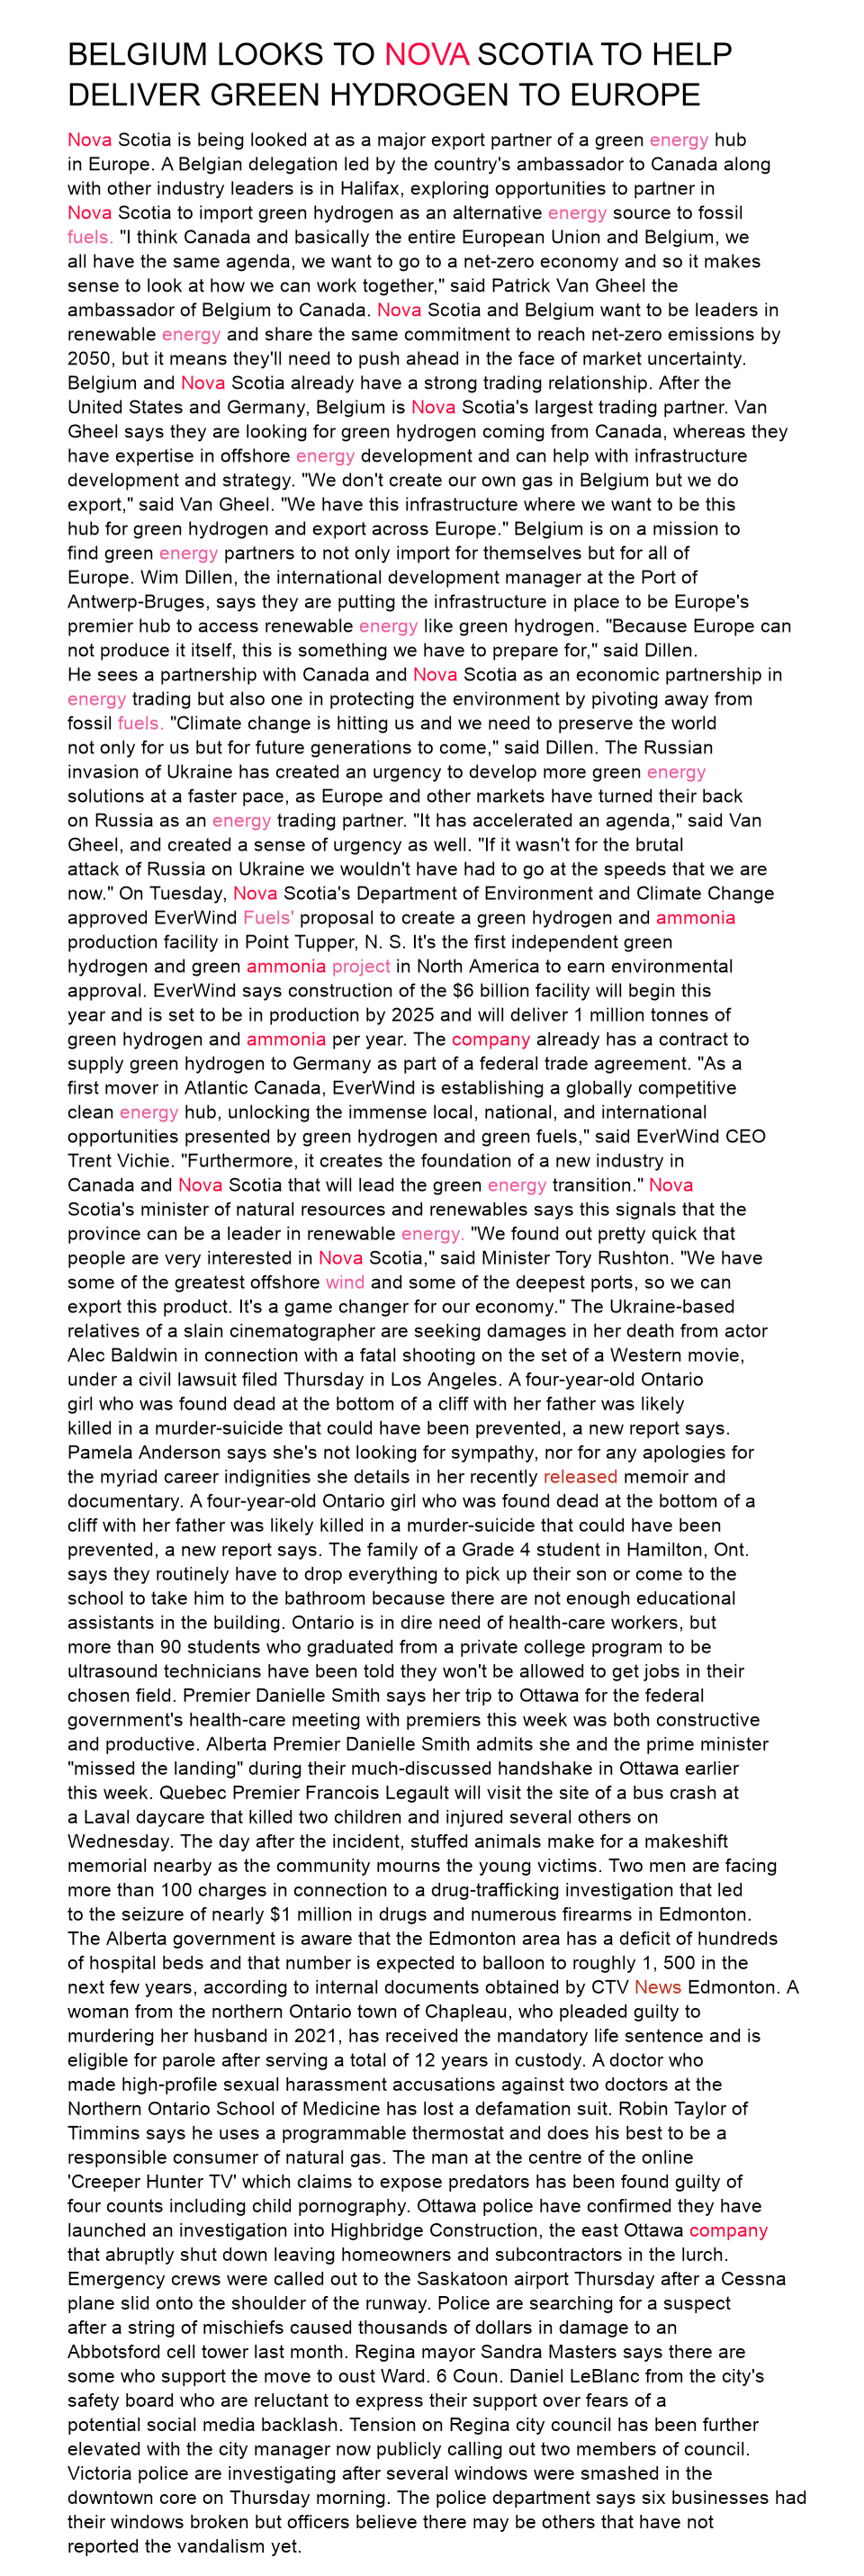 BELGIUM LOOKS TO NOVA SCOTIA TO HELP
DELIVER GREEN HYDROGEN TO EUROPE
Nova Scotia is being looked at as a major export partner of a green energy hub
in Europe. A Belgian delegation led by the country's ambassador to Canada along
with other industry leaders is in Halifax, exploring opportunities to partner in
Nova Scotia to import green hydrogen as an alternative energy source to fossil
fuels. "I think Canada and basically the entire European Union and Belgium, we
all have the same agenda, we want to go to a net-zero economy and so it makes
sense to look at how we can work together," said Patrick Van Gheel the
ambassador of Belgium to Canada. Nova Scotia and Belgium want to be leaders in
renewable energy and share the same commitment to reach net-zero emissions by
2050, but it means they'll need to push ahead in the face of market uncertainty.
Belgium and Nova Scotia already have a strong trading relationship. After the
United States and Germany, Belgium is Nova Scotia's largest trading partner. Van
Gheel says they are looking for green hydrogen coming from Canada, whereas they
have expertise in offshore energy development and can help with infrastructure
development and strategy. "We don't create our own gas in Belgium but we do
export," said Van Gheel. "We have this infrastructure where we want to be this
hub for green hydrogen and export across Europe." Belgium is on a mission to
find green energy partners to not only import for themselves but for all of
Europe. Wim Dillen, the international development manager at the Port of
Antwerp-Bruges, says they are putting the infrastructure in place to be Europe's
premier hub to access renewable energy like green hydrogen. "Because Europe can
not produce it itself, this is something we have to prepare for," said Dillen.
He sees a partnership with Canada and Nova Scotia as an economic partnership in
energy trading but also one in protecting the environment by pivoting away from
fossil fuels. "Climate change is hitting us and we need to preserve the world
not only for us but for future generations to come," said Dillen. The Russian
invasion of Ukraine has created an urgency to develop more green energy
solutions at a faster pace, as Europe and other markets have turned their back
on Russia as an energy trading partner. "It has accelerated an agenda," said Van
Gheel, and created a sense of urgency as well. "If it wasn't for the brutal
attack of Russia on Ukraine we wouldn't have had to go at the speeds that we are
now." On Tuesday, Nova Scotia's Department of Environment and Climate Change
approved EverWind Fuels' proposal to create a green hydrogen and ammonia
production facility in Point Tupper, N. S. It's the first independent green
hydrogen and green ammonia project in North America to earn environmental
approval. EverWind says construction of the $6 billion facility will begin this
year and is set to be in production by 2025 and will deliver 1 million tonnes of
green hydrogen and ammonia per year. The company already has a contract to
supply green hydrogen to Germany as part of a federal trade agreement. "As a
first mover in Atlantic Canada, EverWind is establishing a globally competitive
clean energy hub, unlocking the immense local, national, and international
opportunities presented by green hydrogen and green fuels," said EverWind CEO
Trent Vichie. "Furthermore, it creates the foundation of a new industry in
Canada and Nova Scotia that will lead the green energy transition." Nova
Scotia's minister of natural resources and renewables says this signals that the
province can be a leader in renewable energy. "We found out pretty quick that
people are very interested in Nova Scotia," said Minister Tory Rushton. "We have
some of the greatest offshore wind and some of the deepest ports, so we can
export this product. It's a game changer for our economy." The Ukraine-based
relatives of a slain cinematographer are seeking damages in her death from actor
Alec Baldwin in connection with a fatal shooting on the set of a Western movie,
under a civil lawsuit filed Thursday in Los Angeles. A four-year-old Ontario
girl who was found dead at the bottom of a cliff with her father was likely
killed in a murder-suicide that could have been prevented, a new report says.
Pamela Anderson says she's not looking for sympathy, nor for any apologies for
the myriad career indignities she details in her recently released memoir and
documentary. A four-year-old Ontario girl who was found dead at the bottom of a
cliff with her father was likely killed in a murder-suicide that could have been
prevented, a new report says. The family of a Grade 4 student in Hamilton, Ont.
says they routinely have to drop everything to pick up their son or come to the
school to take him to the bathroom because there are not enough educational
assistants in the building. Ontario is in dire need of health-care workers, but
more than 90 students who graduated from a private college program to be
ultrasound technicians have been told they won't be allowed to get jobs in their
chosen field. Premier Danielle Smith says her trip to Ottawa for the federal
government's health-care meeting with premiers this week was both constructive
and productive. Alberta Premier Danielle Smith admits she and the prime minister
"missed the landing" during their much-discussed handshake in Ottawa earlier
this week. Quebec Premier Francois Legault will visit the site of a bus crash at
a Laval daycare that killed two children and injured several others on
Wednesday. The day after the incident, stuffed animals make for a makeshift
memorial nearby as the community mourns the young victims. Two men are facing
more than 100 charges in connection to a drug-trafficking investigation that led
to the seizure of nearly $1 million in drugs and numerous firearms in Edmonton.
The Alberta government is aware that the Edmonton area has a deficit of hundreds
of hospital beds and that number is expected to balloon to roughly 1, 500 in the
next few years, according to internal documents obtained by CTV News Edmonton. A
woman from the northern Ontario town of Chapleau, who pleaded guilty to
murdering her husband in 2021, has received the mandatory life sentence and is
eligible for parole after serving a total of 12 years in custody. A doctor who
made high-profile sexual harassment accusations against two doctors at the
Northern Ontario School of Medicine has lost a defamation suit. Robin Taylor of
Timmins says he uses a programmable thermostat and does his best to be a
responsible consumer of natural gas. The man at the centre of the online
'Creeper Hunter TV' which claims to expose predators has been found guilty of
four counts including child pornography. Ottawa police have confirmed they have
launched an investigation into Highbridge Construction, the east Ottawa company
that abruptly shut down leaving homeowners and subcontractors in the lurch.
Emergency crews were called out to the Saskatoon airport Thursday after a Cessna
plane slid onto the shoulder of the runway. Police are searching for a suspect
after a string of mischiefs caused thousands of dollars in damage to an
Abbotsford cell tower last month. Regina mayor Sandra Masters says there are
some who support the move to oust Ward. 6 Coun. Daniel LeBlanc from the city's
safety board who are reluctant to express their support over fears of a
potential social media backlash. Tension on Regina city council has been further
elevated with the city manager now publicly calling out two members of council.
Victoria police are investigating after several windows were smashed in the
downtown core on Thursday morning. The police department says six businesses had
their windows broken but officers believe there may be others that have not
reported the vandalism yet.